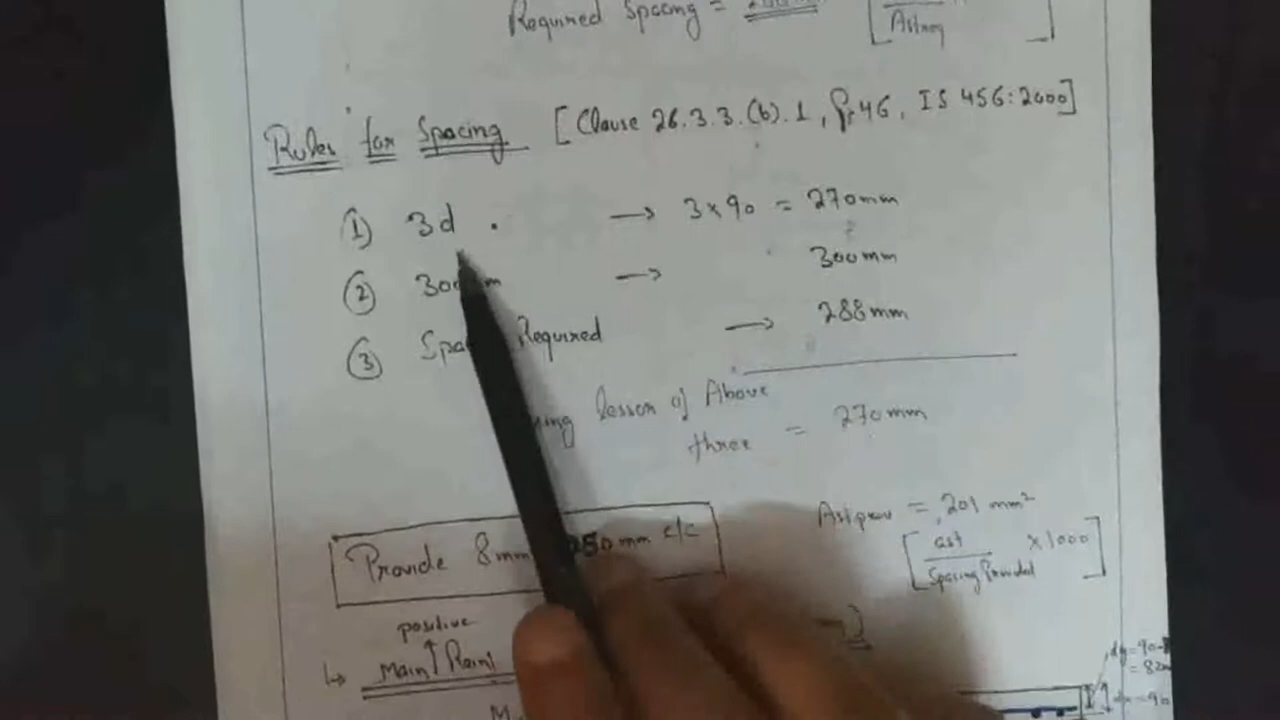 Required Spacing =
Astreq
Rules for Spacing [Clause 26.3.3.(b).1, Pg 46, IS 456:2000]
① 3d . → 3×90 = 270mm
② → 300mm
③ Required → 288mm
lesser of Above
three = 270mm
Provide 8mm 250mm c/c
Astprov = 201 mm²
[ast / Spacing Provided ×1000]
positive
↳ Main Reinf